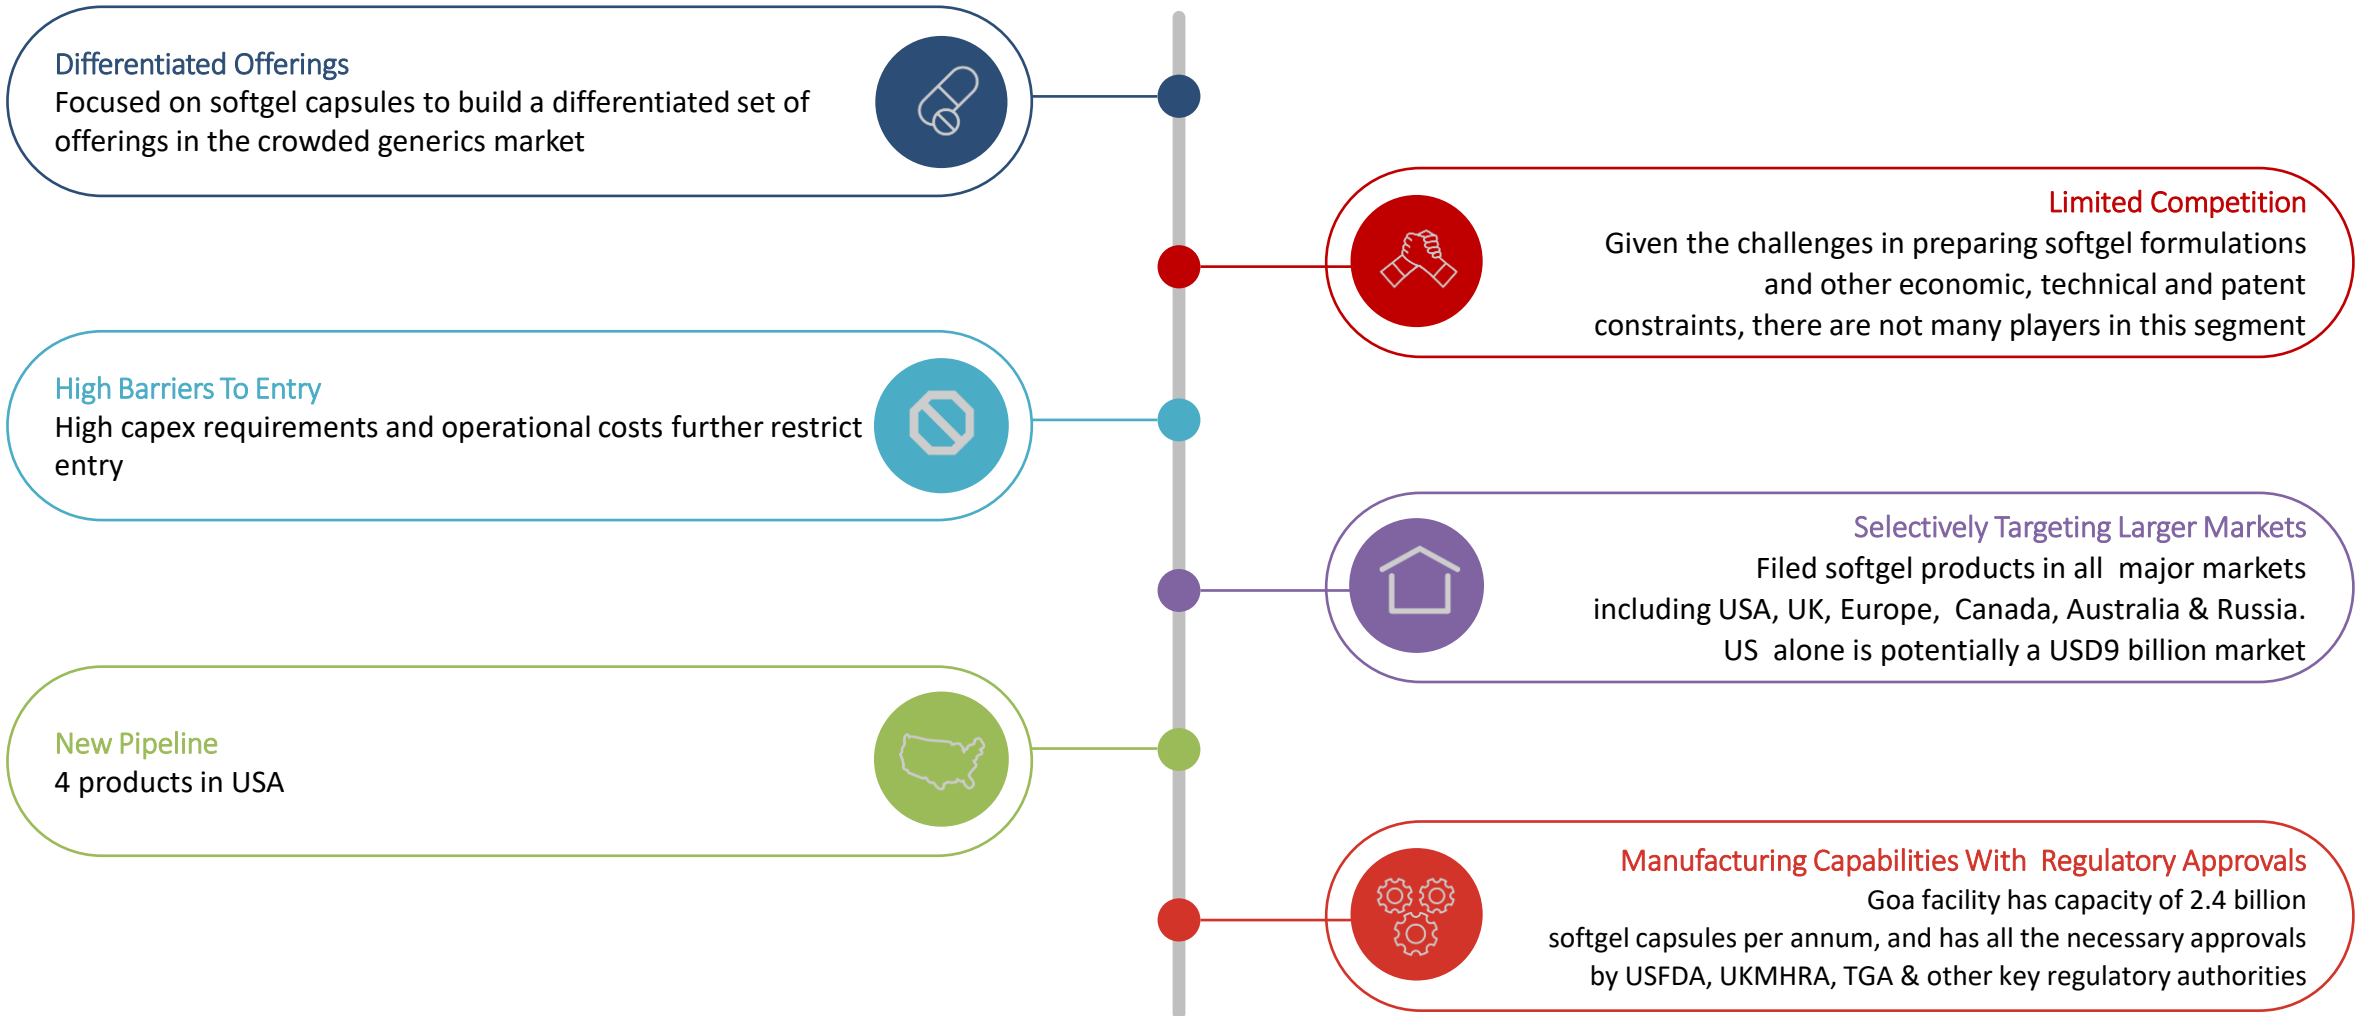 Differentiated Offerings
Focused on softgel capsules to build a differentiated set of
offerings in the crowded generics market
Limited Competition
Given the challenges in preparing softgel formulations
and other economic, technical and patent
constraints, there are not many players in this segment
High Barriers To Entry
High capex requirements and operational costs further restrict
entry
Selectively Targeting Larger Markets
Filed softgel products in all major markets
including USA, UK, Europe, Canada, Australia & Russia.
US alone is potentially a USD9 billion market
New Pipeline
4 products in USA
Manufacturing Capabilities With Regulatory Approvals
Goa facility has capacity of 2.4 billion
softgel capsules per annum, and has all the necessary approvals
by USFDA, UKMHRA, TGA & other key regulatory authorities